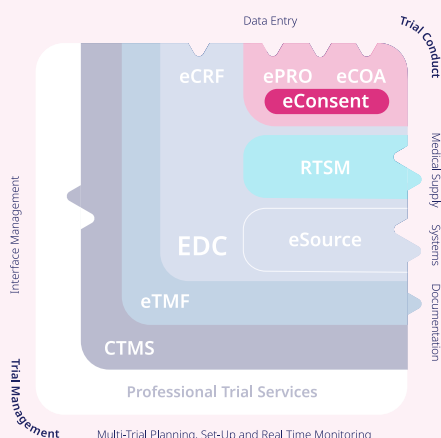 Data Entry
Trial Conduct
eCRF
ePRO eCOA
eConsent
Medical Supply
RTSM
Interface Management
Systems
EDC
eSource
Documentation
eTMF
CTMS
Trial Management
Professional Trial Services
Multi-Trial Planning, Set-Up and Real Time Monitoring